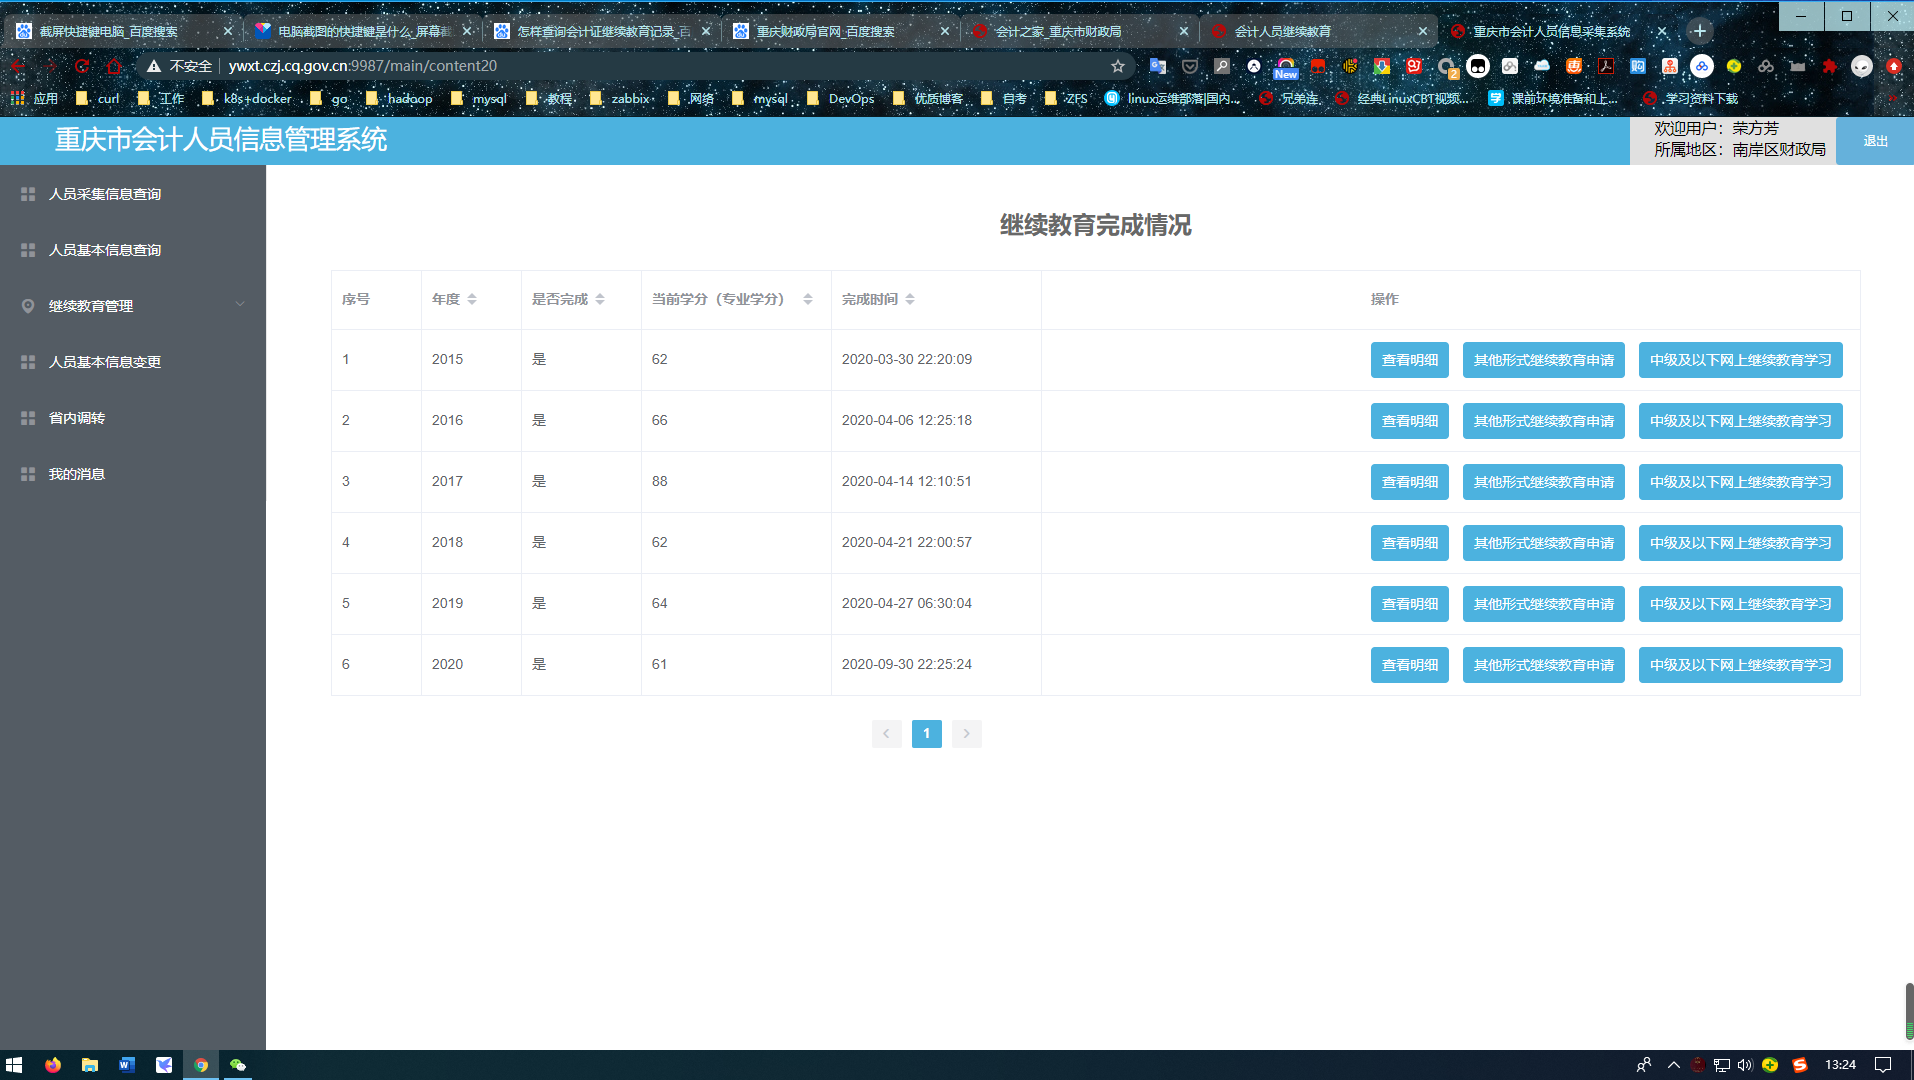 截屏快捷键电脑_百度搜索
电脑截图的快捷键是什么_屏幕截
怎样查询会计证继续教育记录_百
重庆财政局官网_百度搜索
会计之家_重庆市财政局
会计人员继续教育
重庆市会计人员信息采集系统
不安全 ywxt.czj.cq.gov.cn:9987/main/content20
New
2
应用 curl 工作 k8s+docker go hadoop mysql 教程 zabbix 网络 mysql DevOps 优质博客 自考 ZFS linux运维部落|国内... 兄弟连 经典LinuxCBT视频... 课前环境准备和上... 学习资料下载
重庆市会计人员信息管理系统
欢迎用户：荣方芳
所属地区：南岸区财政局
退出
人员采集信息查询
人员基本信息查询
继续教育管理
人员基本信息变更
省内调转
我的消息
继续教育完成情况
序号 年度 是否完成 当前学分（专业学分） 完成时间 操作
1 2015 是 62 2020-03-30 22:20:09 查看明细 其他形式继续教育申请 中级及以下网上继续教育学习
2 2016 是 66 2020-04-06 12:25:18 查看明细 其他形式继续教育申请 中级及以下网上继续教育学习
3 2017 是 88 2020-04-14 12:10:51 查看明细 其他形式继续教育申请 中级及以下网上继续教育学习
4 2018 是 62 2020-04-21 22:00:57 查看明细 其他形式继续教育申请 中级及以下网上继续教育学习
5 2019 是 64 2020-04-27 06:30:04 查看明细 其他形式继续教育申请 中级及以下网上继续教育学习
6 2020 是 61 2020-09-30 22:25:24 查看明细 其他形式继续教育申请 中级及以下网上继续教育学习
1
13:24